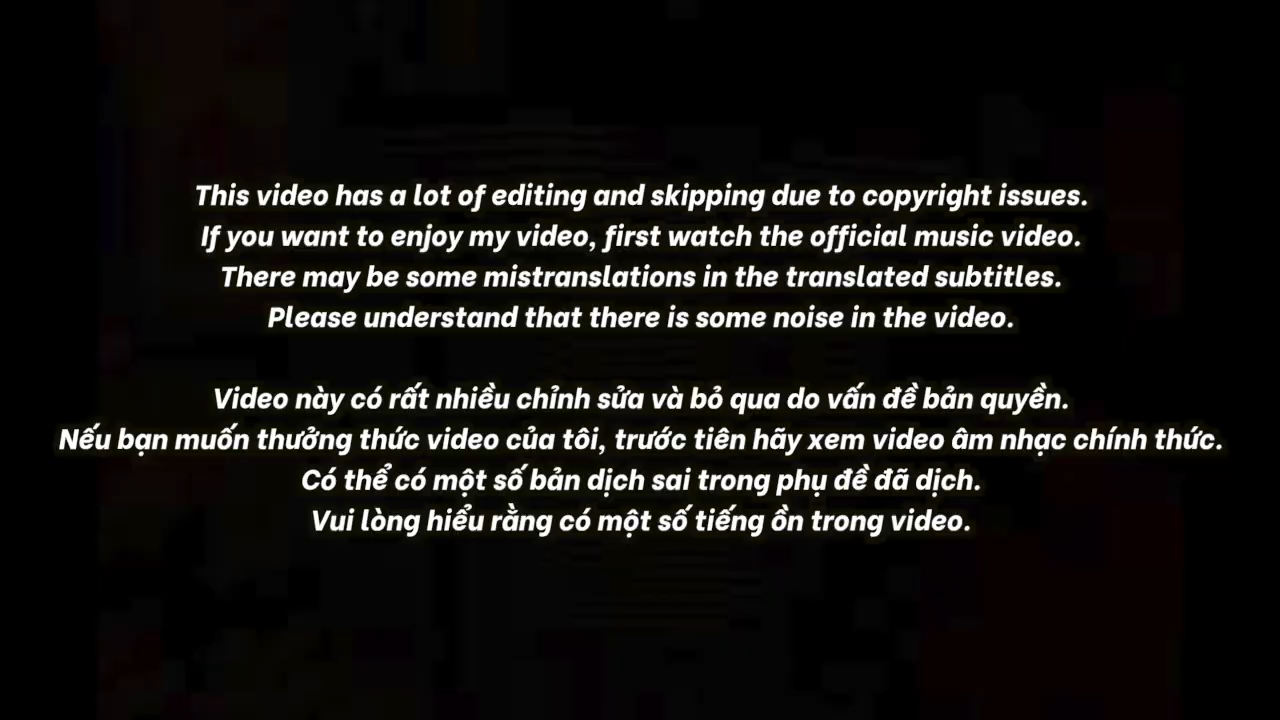 This video has a lot of editing and skipping due to copyright issues.
If you want to enjoy my video, first watch the official music video.
There may be some mistranslations in the translated subtitles.
Please understand that there is some noise in the video.
Video này có rất nhiều chỉnh sửa và bỏ qua do vấn đề bản quyền.
Nếu bạn muốn thưởng thức video của tôi, trước tiên hãy xem video âm nhạc chính thức.
Có thể có một số bản dịch sai trong phụ đề đã dịch.
Vui lòng hiểu rằng có một số tiếng ồn trong video.